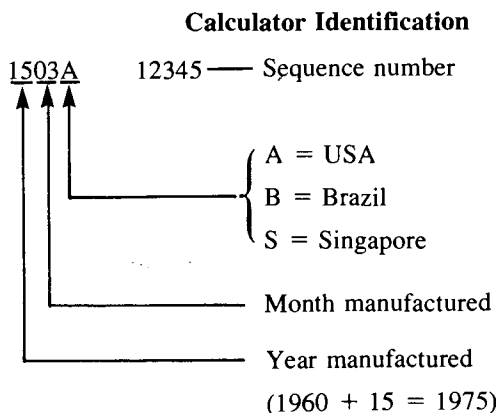 Calculator Identification
1503A 12345 Sequence number
A = USA
B = Brazil
S = Singapore
Month manufactured
Year manufactured
(1960 + 15 = 1975)